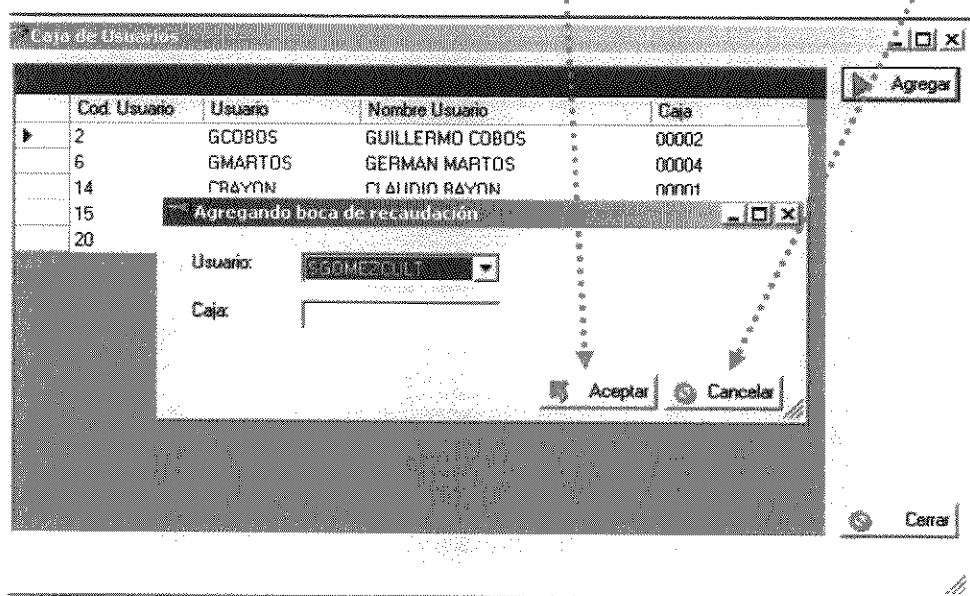 Caja de Usuarios
Agregar
Cod. Usuario Usuario Nombre Usuario Caja
2 GCOBOS GUILLERMO COBOS 00002
6 GMARTOS GERMAN MARTOS 00004
14 CRAYON CLAUDIO RAYON 00001
15
20
Agregando boca de recaudación
Usuario: SGOMEZCULT
Caja:
Aceptar Cancelar
Cerrar